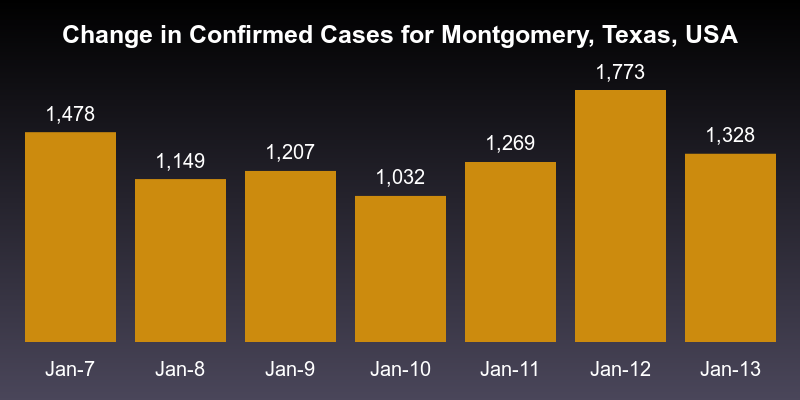 Change in Confirmed Cases for Montgomery, Texas, USA
1,478
1,149
1,207
1,032
1,269
1,773
1,328
Jan-7
Jan-8
Jan-9
Jan-10
Jan-11
Jan-12
Jan-13